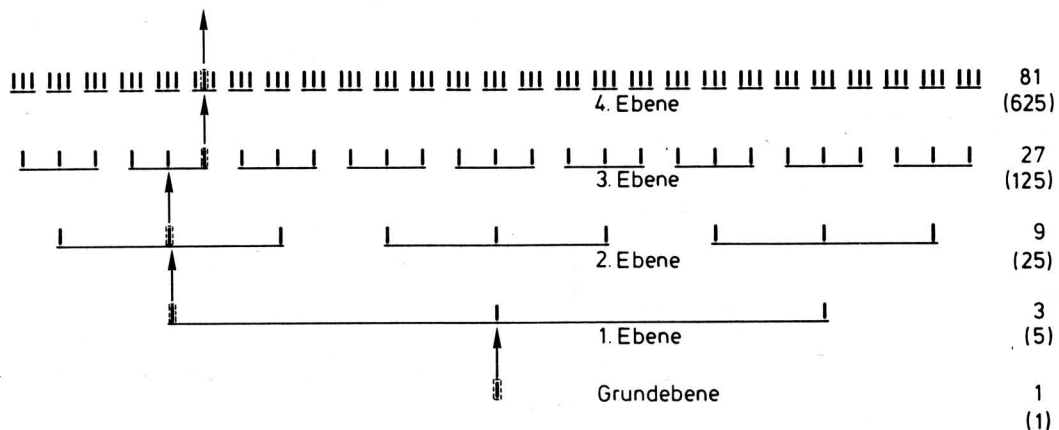 81
4. Ebene (625)
27
3. Ebene (125)
9
2. Ebene (25)
3
1. Ebene (5)
Grundebene 1
(1)